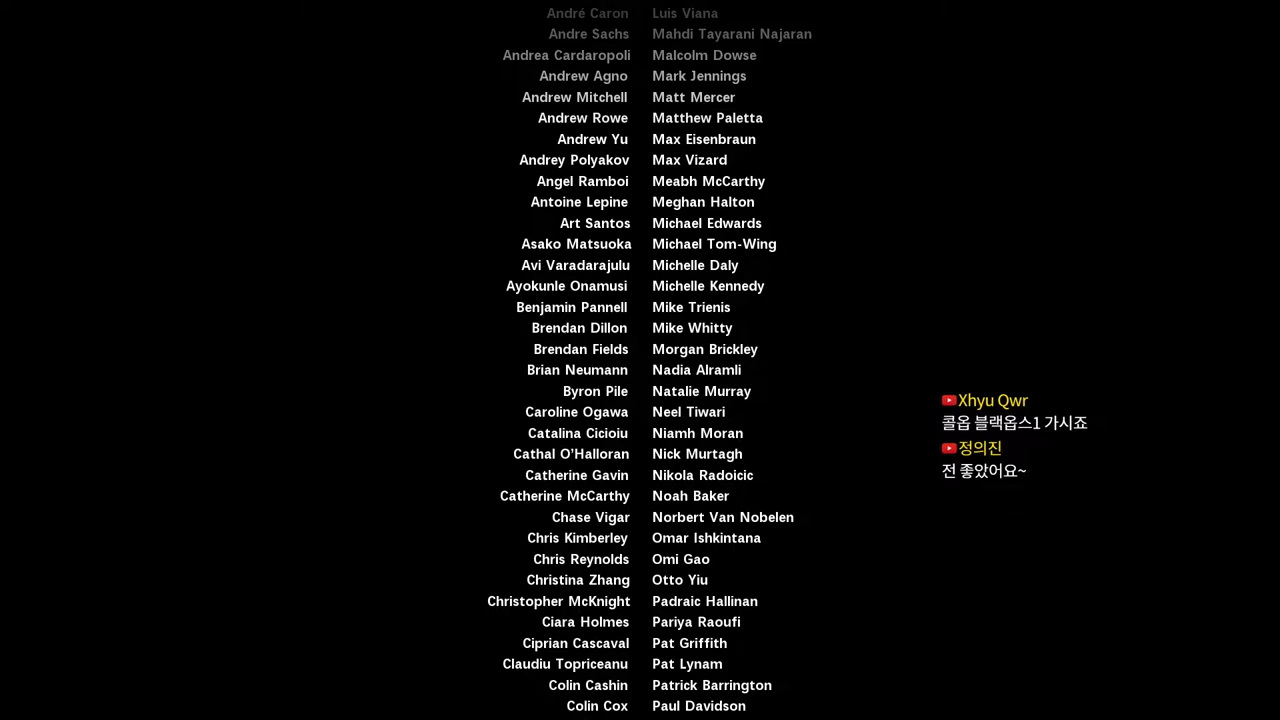 André Caron Luis Viana
Andre Sachs Mahdi Tayarani Najaran
Andrea Cardaropoli Malcolm Dowse
Andrew Agno Mark Jennings
Andrew Mitchell Matt Mercer
Andrew Rowe Matthew Paletta
Andrew Yu Max Eisenbraun
Andrey Polyakov Max Vizard
Angel Ramboi Meabh McCarthy
Antoine Lepine Meghan Halton
Art Santos Michael Edwards
Asako Matsuoka Michael Tom-Wing
Avi Varadarajulu Michelle Daly
Ayokunle Onamusi Michelle Kennedy
Benjamin Pannell Mike Trienis
Brendan Dillon Mike Whitty
Brendan Fields Morgan Brickley
Brian Neumann Nadia Alramli
Byron Pile Natalie Murray
Caroline Ogawa Neel Tiwari
Catalina Cicioiu Niamh Moran
Cathal O'Halloran Nick Murtagh
Catherine Gavin Nikola Radoicic
Catherine McCarthy Noah Baker
Chase Vigar Norbert Van Nobelen
Chris Kimberley Omar Ishkintana
Chris Reynolds Omi Gao
Christina Zhang Otto Yiu
Christopher McKnight Padraic Hallinan
Ciara Holmes Pariya Raoufi
Ciprian Cascaval Pat Griffith
Claudiu Topriceanu Pat Lynam
Colin Cashin Patrick Barrington
Colin Cox Paul Davidson
Xhyu Qwr
콜옵 블랙옵스1 가시죠
정의진
전 좋았어요~